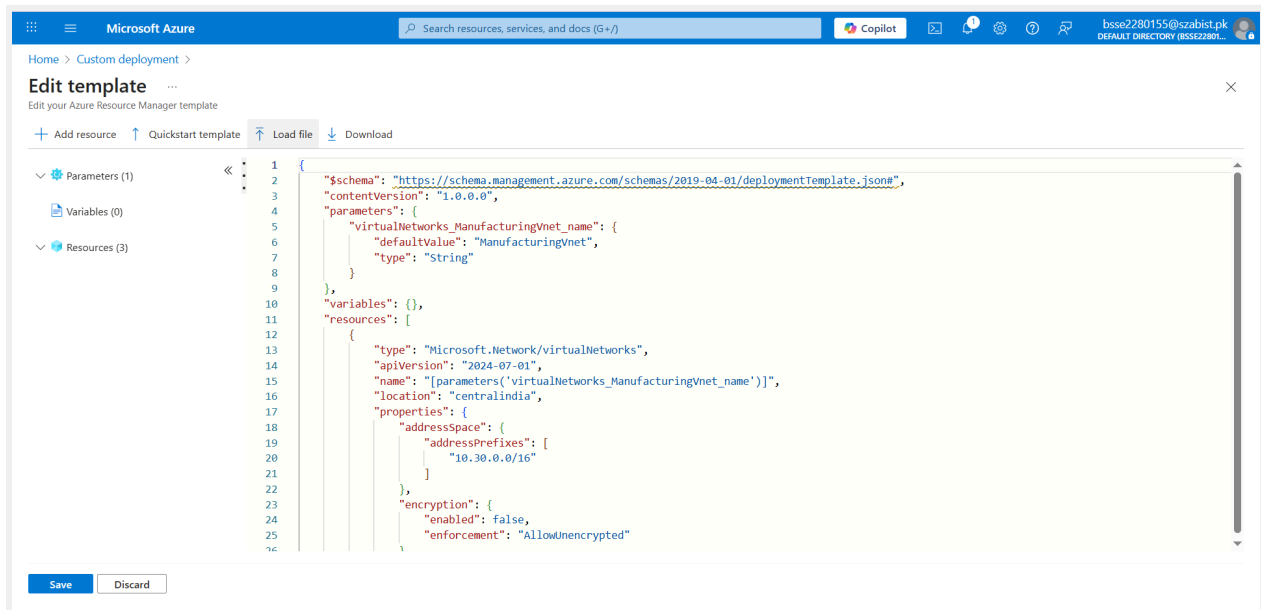 Microsoft Azure
Search resources, services, and docs (G+/)
Copilot
1
bsse2280155@szabist.pk
DEFAULT DIRECTORY (BSSE22801...
Home > Custom deployment >
Edit template ...
Edit your Azure Resource Manager template
Add resource Quickstart template Load file Download
Parameters (1)
Variables (0)
Resources (3)
1 {
2 "$schema": "https://schema.management.azure.com/schemas/2019-04-01/deploymentTemplate.json#",
3 "contentVersion": "1.0.0.0",
4 "parameters": {
5 "virtualNetworks_ManufacturingVnet_name": {
6 "defaultValue": "ManufacturingVnet",
7 "type": "String"
8 }
9 },
10 "variables": {},
11 "resources": [
12 {
13 "type": "Microsoft.Network/virtualNetworks",
14 "apiVersion": "2024-07-01",
15 "name": "[parameters('virtualNetworks_ManufacturingVnet_name')]",
16 "location": "centralindia",
17 "properties": {
18 "addressSpace": {
19 "addressPrefixes": [
20 "10.30.0.0/16"
21 ]
22 },
23 "encryption": {
24 "enabled": false,
25 "enforcement": "AllowUnencrypted"
26 }
Save Discard